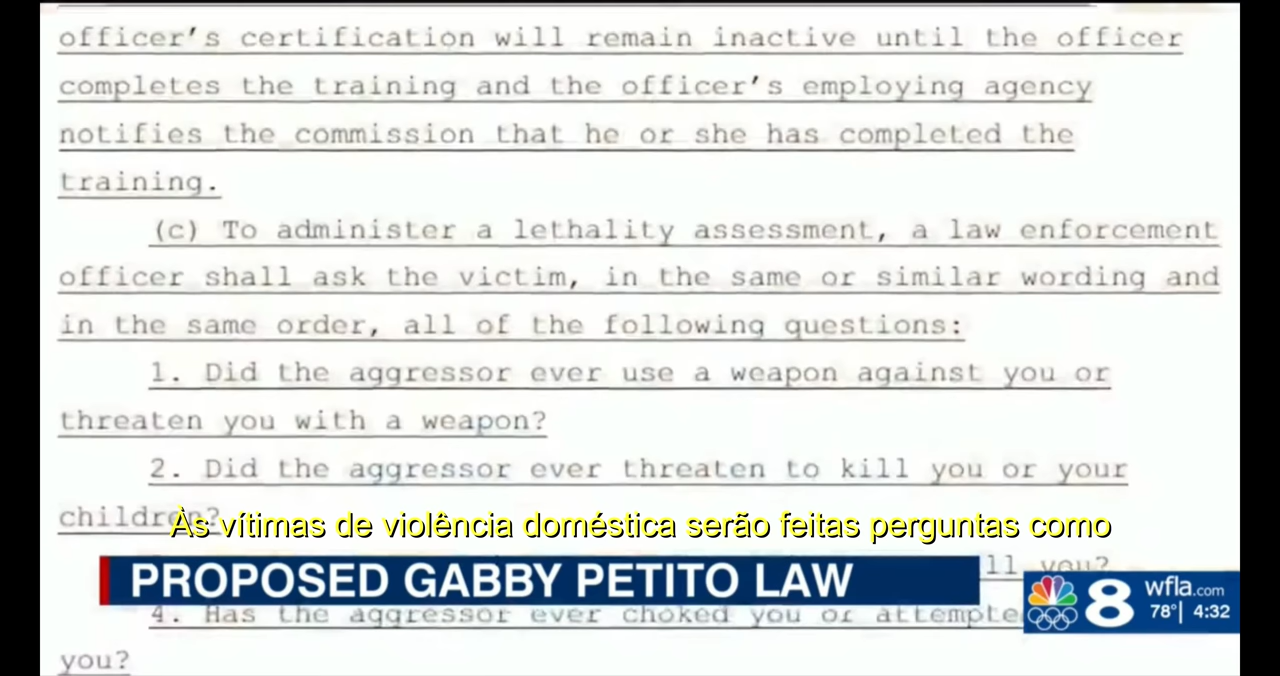 officer's certification will remain inactive until the officer
completes the training and the officer's employing agency
notifies the commission that he or she has completed the
training.
(c) To administer a lethality assessment, a law enforcement
officer shall ask the victim, in the same or similar wording and
in the same order, all of the following questions:
1. Did the aggressor ever use a weapon against you or
threaten you with a weapon?
2. Did the aggressor ever threaten to kill you or your
children?
Às vítimas de violência doméstica serão feitas perguntas como
you?
PROPOSED GABBY PETITO LAW
8 wfla.com
78° 4:32
4. Has the aggressor ever choked you or
you?